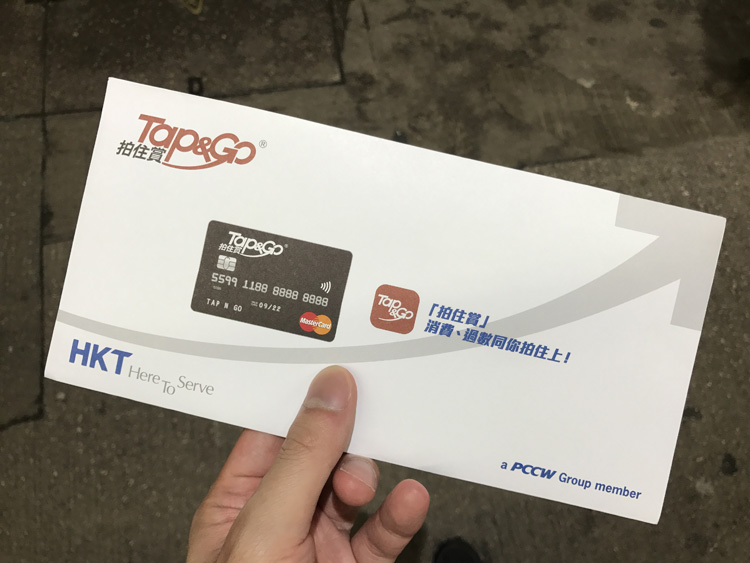 Tap&Go®
拍住賞
Tap&Go®
拍住賞
5599 1188 8888 8888
09/22
TAP N GO
MasterCard
Tap
&Go
「拍住賞」
消費、過數同你拍住上！
HKT Here To Serve
a PCCW Group member